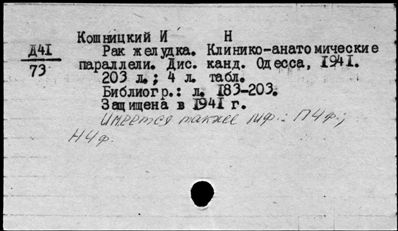 Кошницкий И Н
Д41
73
Рак желудка. Клинико-анатомические
параллели. Дис. канд. Одесса, 1941.
203 л.; 4 л. табл.
Библиогр.: л. 183-203.
Защищена в 1941 г.
Имеется также мф.: ПЧф;
НЧф.